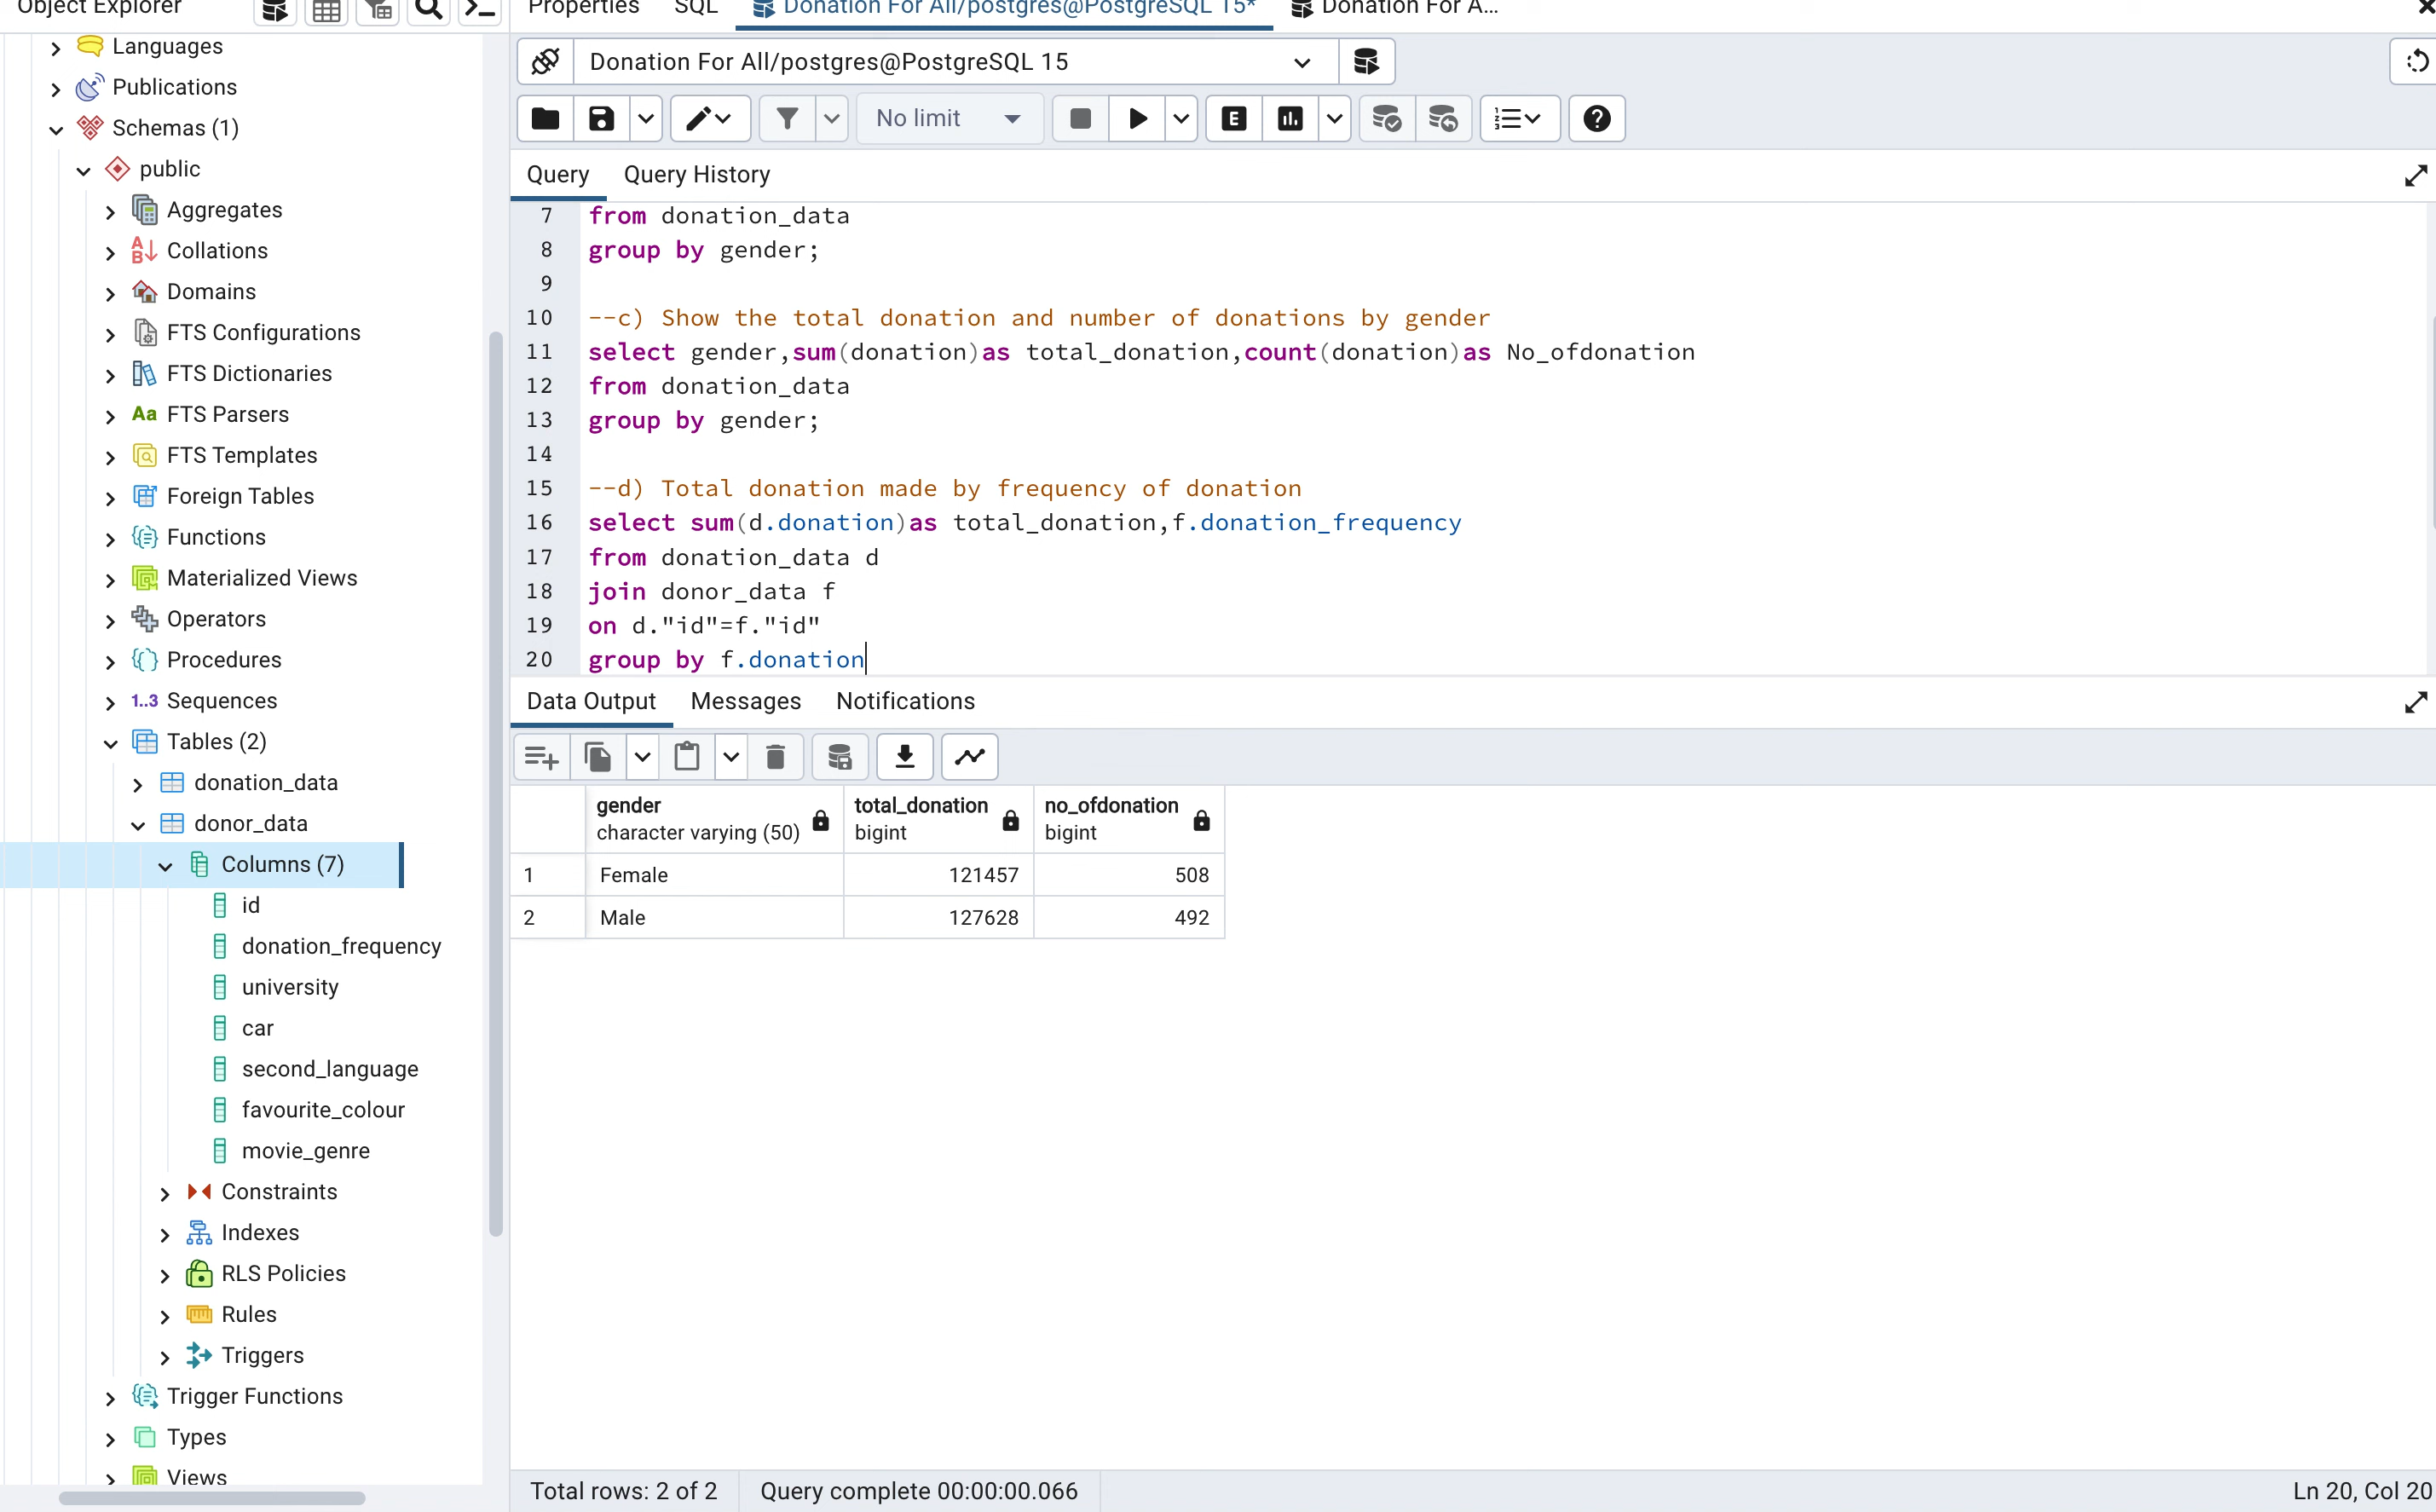 Object Explorer
Properties SQL Donation For All/postgres@PostgreSQL 15* Donation For A...
Languages
Publications
Schemas (1)
public
Aggregates
Collations
Domains
FTS Configurations
FTS Dictionaries
Aa FTS Parsers
FTS Templates
Foreign Tables
Functions
Materialized Views
Operators
Procedures
1..3 Sequences
Tables (2)
donation_data
donor_data
Columns (7)
id
donation_frequency
university
car
second_language
favourite_colour
movie_genre
Constraints
Indexes
RLS Policies
Rules
Triggers
Trigger Functions
Types
Views
Donation For All/postgres@PostgreSQL 15
No limit E
Query Query History
7 from donation_data
8 group by gender;
9
10 --c) Show the total donation and number of donations by gender
11 select gender,sum(donation)as total_donation,count(donation)as No_ofdonation
12 from donation_data
13 group by gender;
14
15 --d) Total donation made by frequency of donation
16 select sum(d.donation)as total_donation,f.donation_frequency
17 from donation_data d
18 join donor_data f
19 on d."id"=f."id"
20 group by f.donation
Data Output Messages Notifications
gender total_donation no_ofdonation
character varying (50) bigint bigint
1 Female 121457 508
2 Male 127628 492
Total rows: 2 of 2 Query complete 00:00:00.066 Ln 20, Col 20